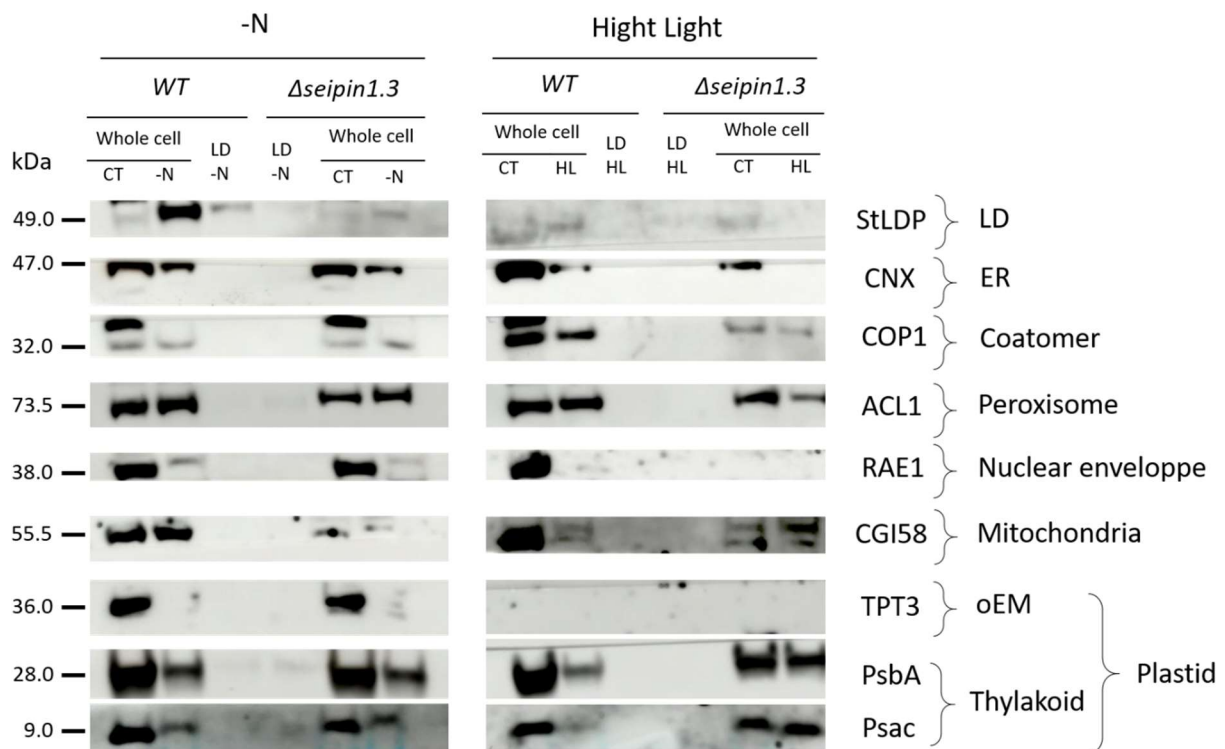 -N Hight Light
WT Δseipin1.3 WT Δseipin1.3
Whole cell LD -N LD -N Whole cell Whole cell LD HL LD HL Whole cell
kDa CT -N CT -N CT HL CT HL
49.0 StLDP LD
47.0 CNX ER
32.0 COP1 Coatomer
73.5 ACL1 Peroxisome
38.0 RAE1 Nuclear enveloppe
55.5 CGI58 Mitochondria
36.0 TPT3 oEM
28.0 PsbA
Thylakoid Plastid
9.0 Psac